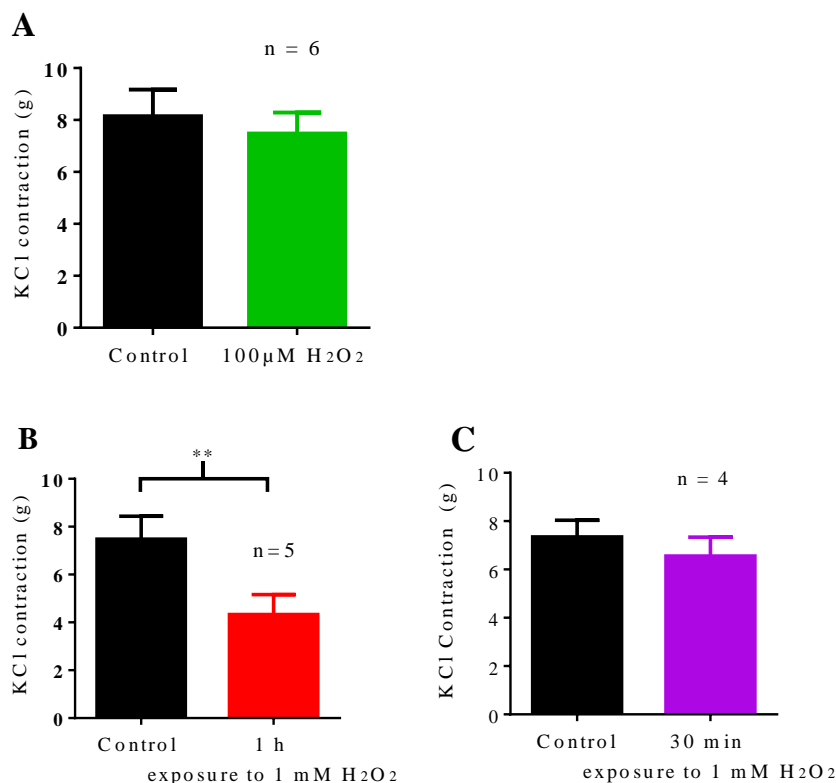 A
n = 6
KCl contraction (g)
10
8
6
4
2
0
Control 100µM H2O2
B
**
KCl contraction (g)
10
8
6
4
2
0
n=5
Control 1 h
exposure to 1 mM H2O2
C
n = 4
KCl Contraction (g)
10
8
6
4
2
0
Control 30 min
exposure to 1 mM H2O2